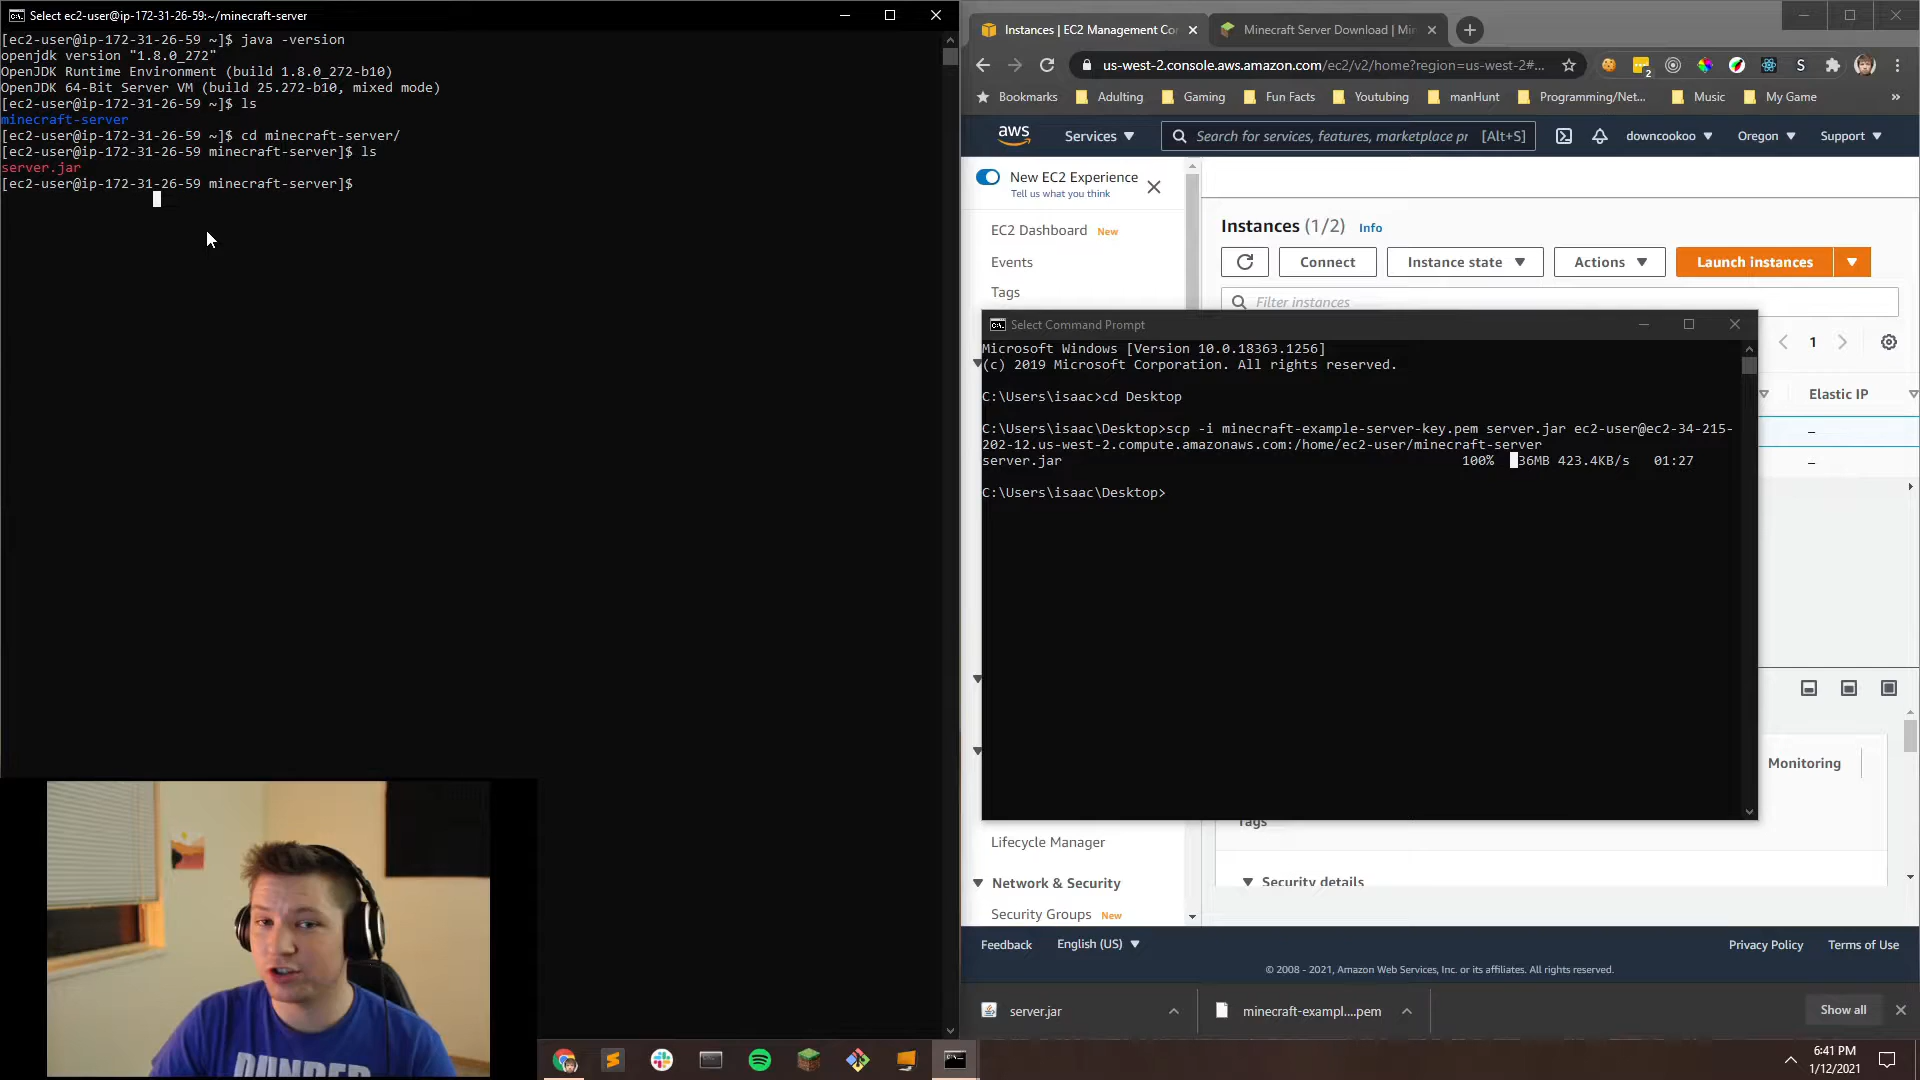 Select ec2-user@ip-172-31-26-59:~/minecraft-server
[ec2-user@ip-172-31-26-59 ~]$ java -version
openjdk version "1.8.0_272"
OpenJDK Runtime Environment (build 1.8.0_272-b10)
OpenJDK 64-Bit Server VM (build 25.272-b10, mixed mode)
[ec2-user@ip-172-31-26-59 ~]$ ls
minecraft-server
[ec2-user@ip-172-31-26-59 ~]$ cd minecraft-server/
[ec2-user@ip-172-31-26-59 minecraft-server]$ ls
server.jar
[ec2-user@ip-172-31-26-59 minecraft-server]$
DUNDER
Instances | EC2 Management Co
Minecraft Server Download | Min
us-west-2.console.aws.amazon.com/ec2/v2/home?region=us-west-2#...
2
S
Bookmarks
Adulting
Gaming
Fun Facts
Youtubing
manHunt
Programming/Net...
Music
My Game
»
aws
Services
Search for services, features, marketplace pr
[Alt+S]
downcookoo
Oregon
Support
New EC2 Experience
Tell us what you think
EC2 Dashboard New
Events
Tags
Instances (1/2) Info
Connect
Instance state
Actions
Launch instances
Filter instances
1
Elastic IP
–
–
Select Command Prompt
Microsoft Windows [Version 10.0.18363.1256]
(c) 2019 Microsoft Corporation. All rights reserved.
C:\Users\isaac>cd Desktop
C:\Users\isaac\Desktop>scp -i minecraft-example-server-key.pem server.jar ec2-user@ec2-34-215-
202-12.us-west-2.compute.amazonaws.com:/home/ec2-user/minecraft-server
server.jar 100% 36MB 423.4KB/s 01:27
C:\Users\isaac\Desktop>
Monitoring
Tags
Security details
Lifecycle Manager
Network & Security
Security Groups New
Feedback
English (US)
Privacy Policy
Terms of Use
© 2008 - 2021, Amazon Web Services, Inc. or its affiliates. All rights reserved.
server.jar
minecraft-exampl....pem
Show all
6:41 PM
1/12/2021